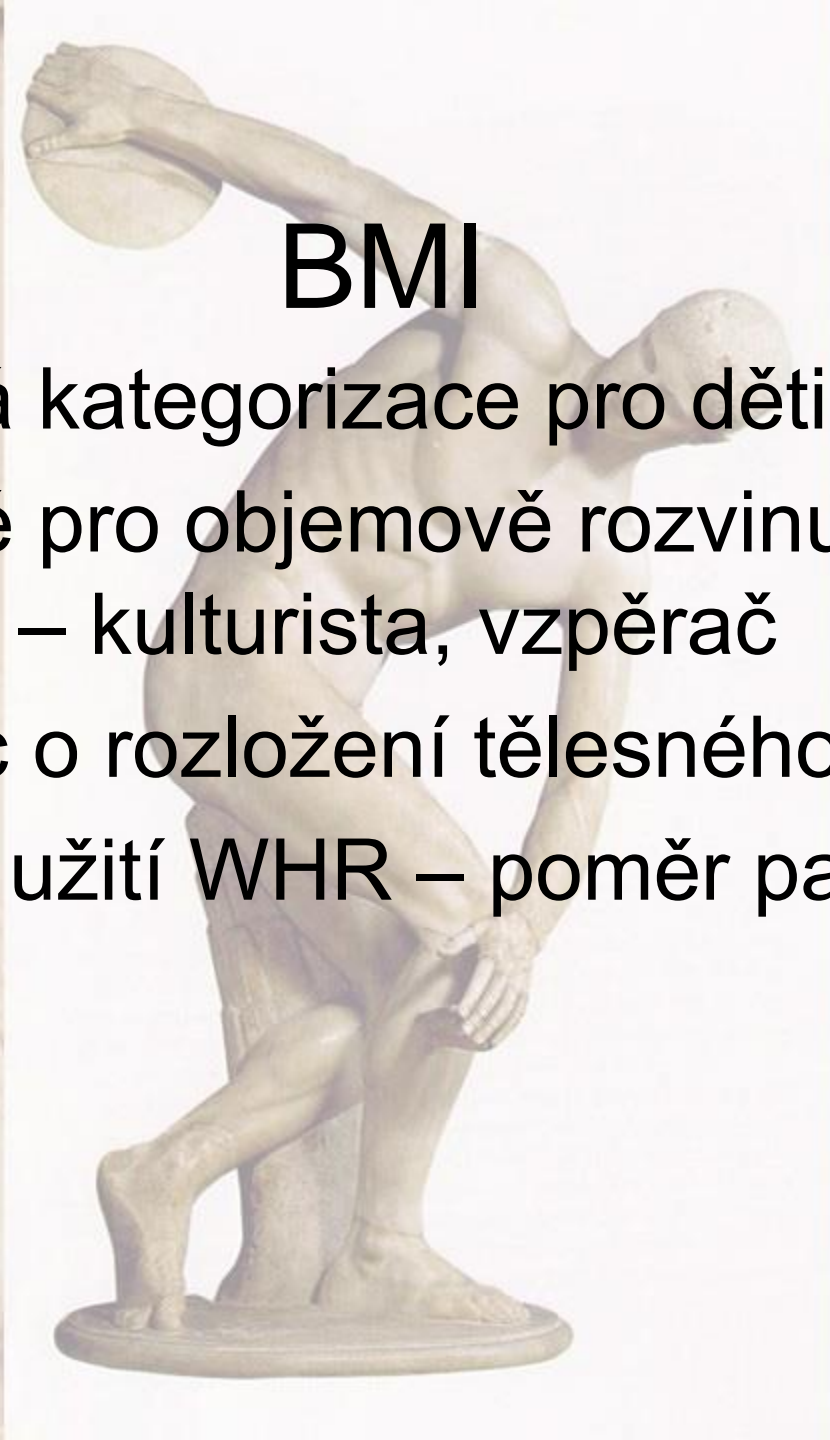 BMI
á kategorizace pro děti
é pro objemově rozvinu
– kulturista, vzpěrač
c o rozložení tělesného
užití WHR – poměr pa